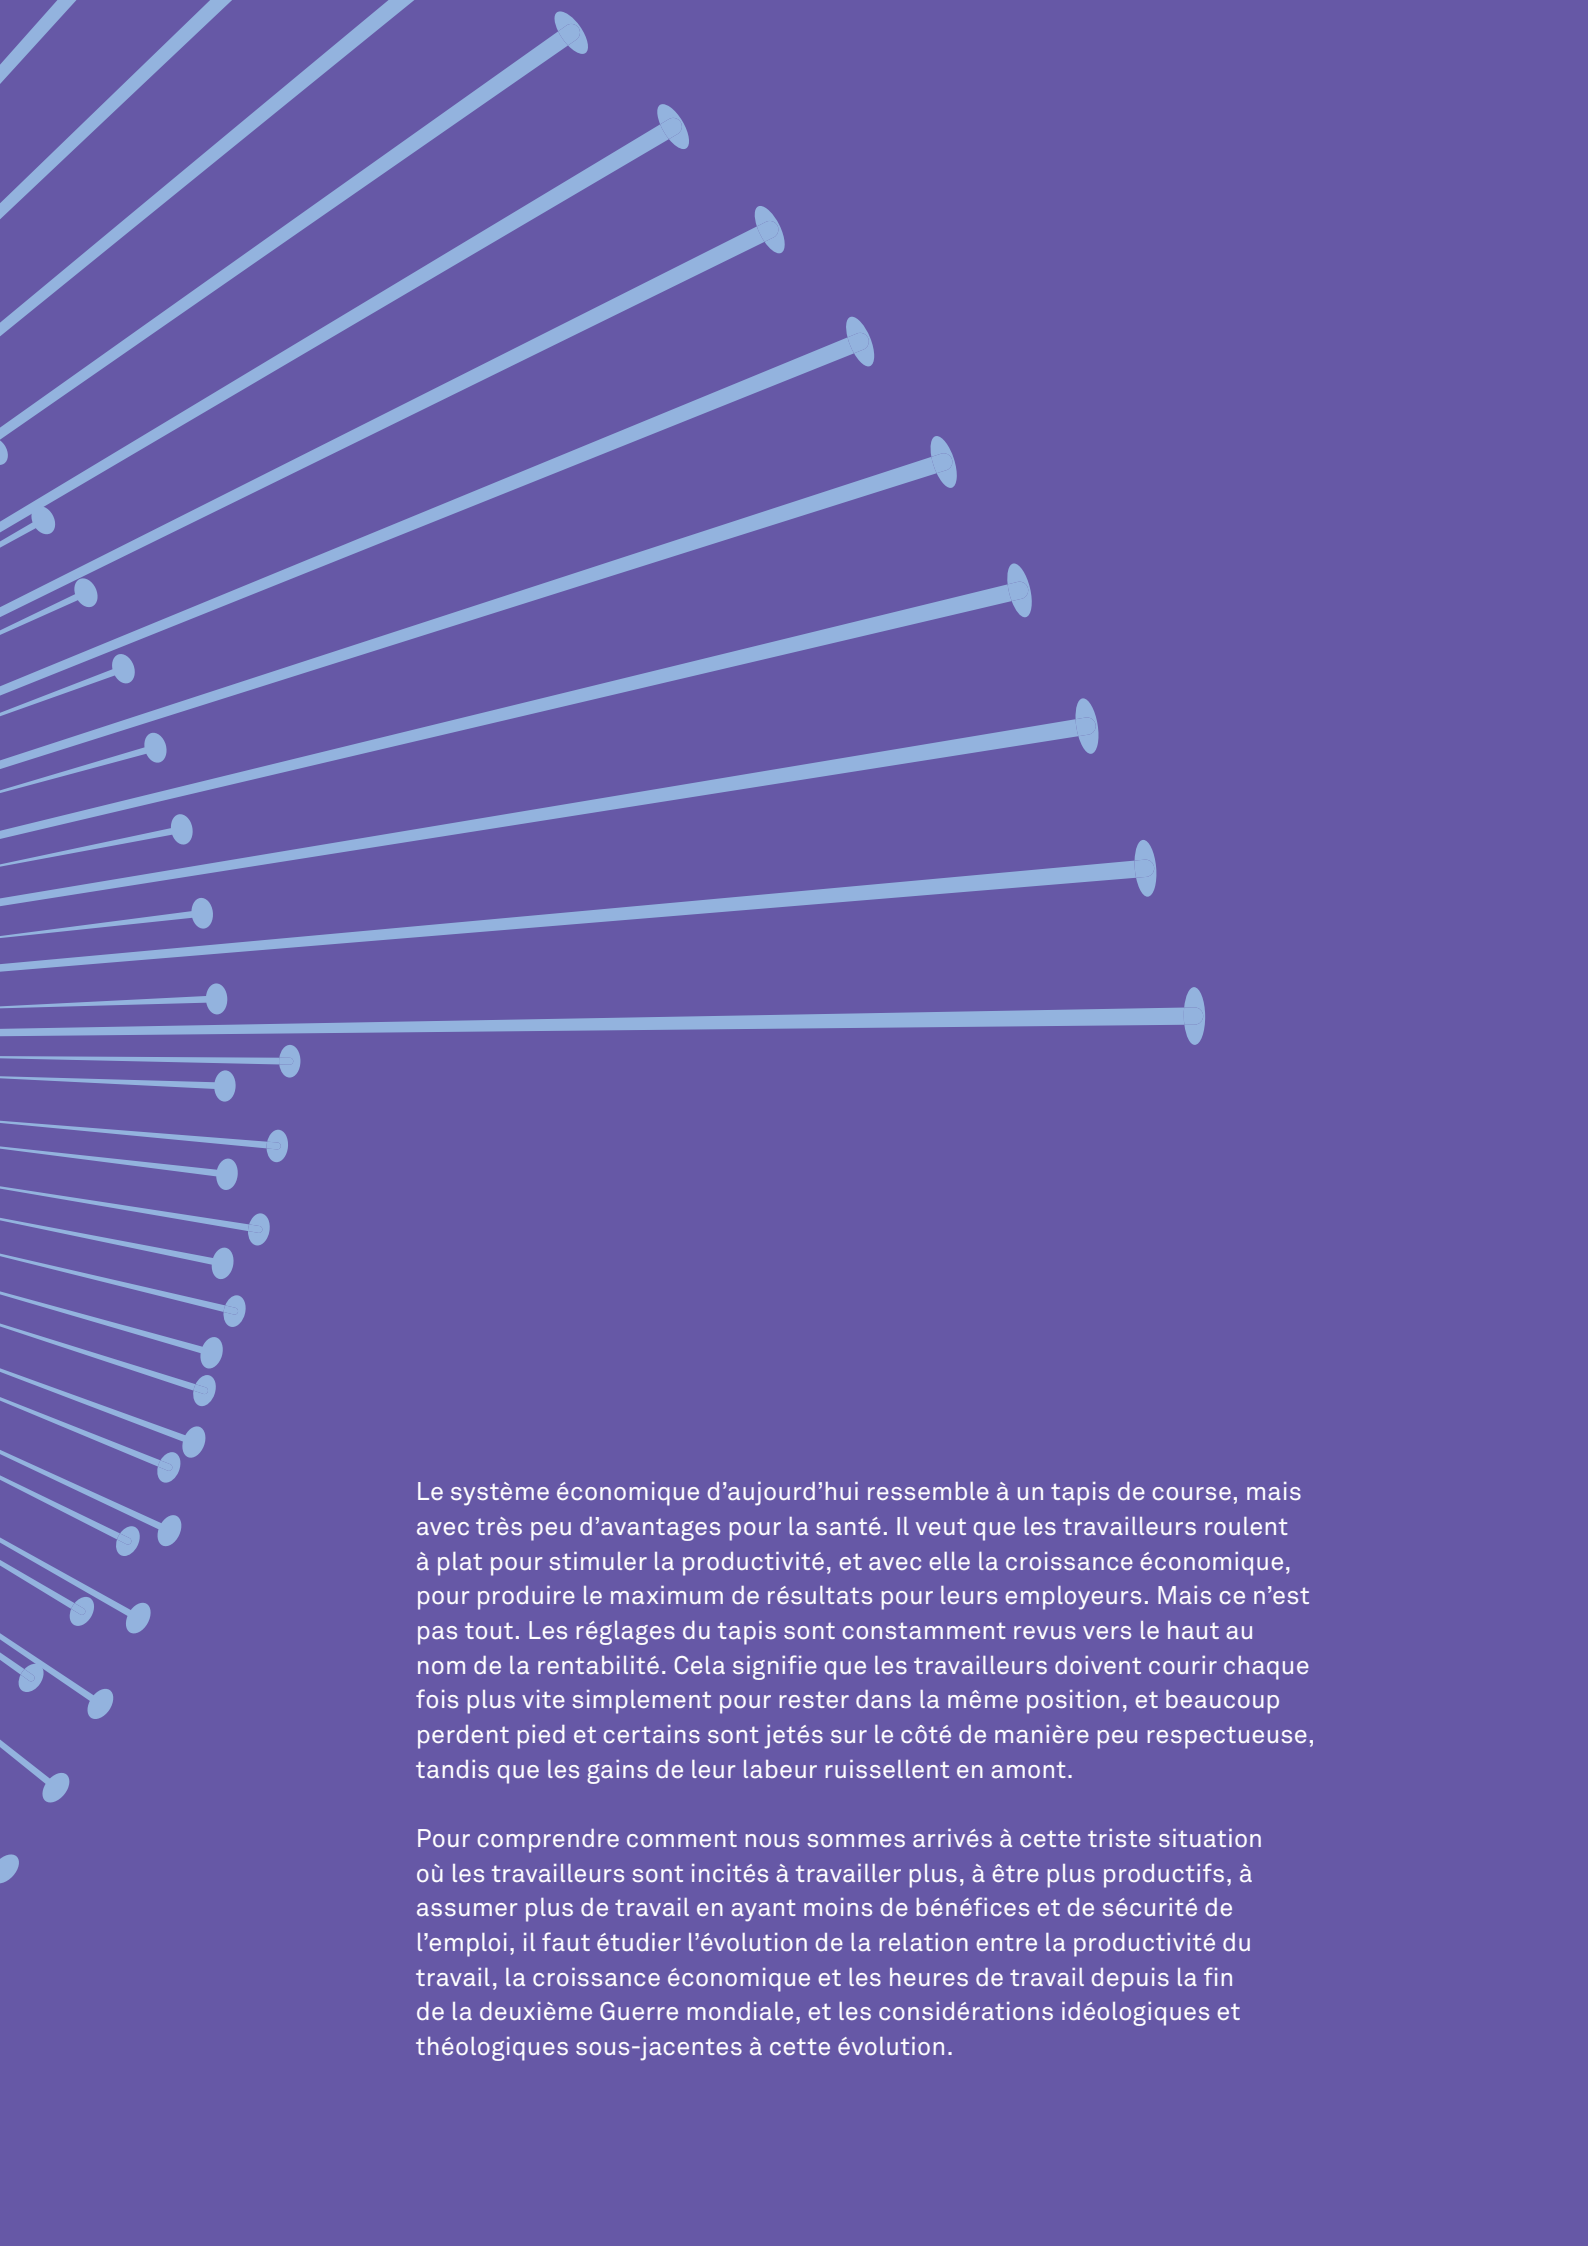 Le système économique d’aujourd’hui ressemble à un tapis de course, mais
avec très peu d’avantages pour la santé. Il veut que les travailleurs roulent
à plat pour stimuler la productivité, et avec elle la croissance économique,
pour produire le maximum de résultats pour leurs employeurs. Mais ce n’est
pas tout. Les réglages du tapis sont constamment revus vers le haut au
nom de la rentabilité. Cela signifie que les travailleurs doivent courir chaque
fois plus vite simplement pour rester dans la même position, et beaucoup
perdent pied et certains sont jetés sur le côté de manière peu respectueuse,
tandis que les gains de leur labeur ruissellent en amont.
Pour comprendre comment nous sommes arrivés à cette triste situation
où les travailleurs sont incités à travailler plus, à être plus productifs, à
assumer plus de travail en ayant moins de bénéfices et de sécurité de
l’emploi, il faut étudier l’évolution de la relation entre la productivité du
travail, la croissance économique et les heures de travail depuis la fin
de la deuxième Guerre mondiale, et les considérations idéologiques et
théologiques sous-jacentes à cette évolution.